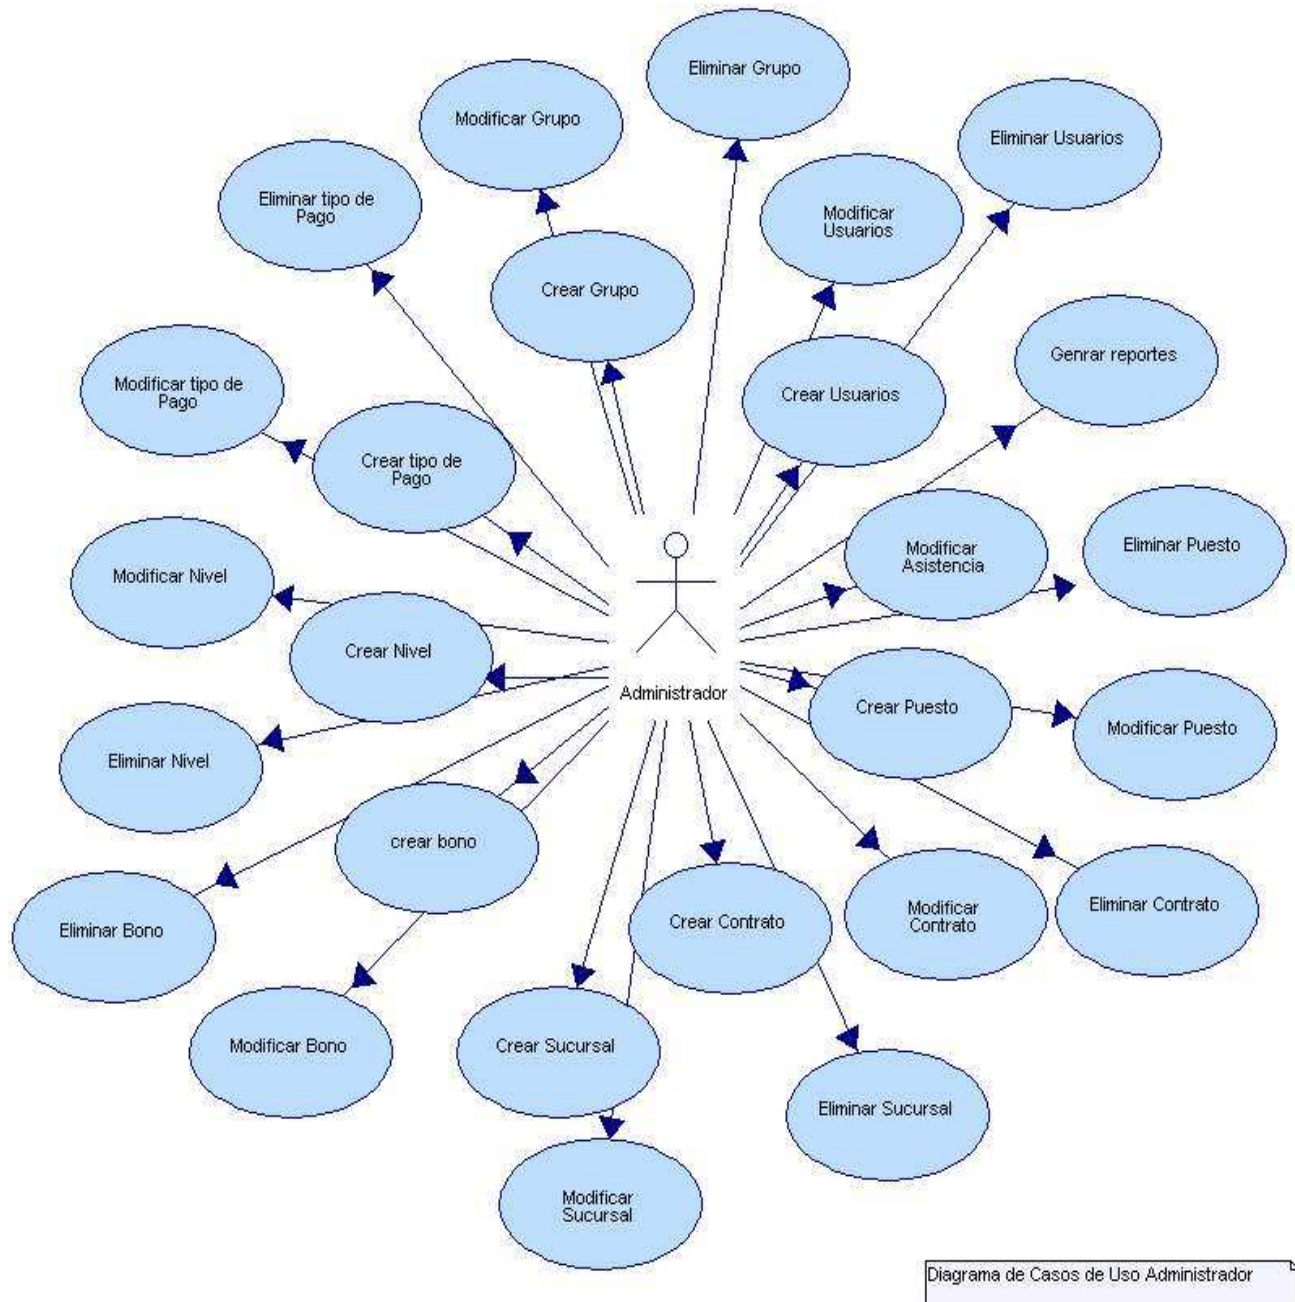 Eliminar Grupo
Modificar Grupo
Eliminar Usuarios
Eliminar tipo de
Pago
Modificar
Usuarios
Crear Grupo
Genrar reportes
Modificar tipo de
Pago
Crear Usuarios
Crear tipo de
Pago
Eliminar Puesto
Modificar
Asistencia
Modificar Nivel
Crear Nivel
Administrador
Crear Puesto
Modificar Puesto
Eliminar Nivel
crear bono
Eliminar Bono
Crear Contrato
Modificar
Contrato
Eliminar Contrato
Modificar Bono
Crear Sucursal
Eliminar Sucursal
Modificar
Sucursal
Diagrama de Casos de Uso Administrador